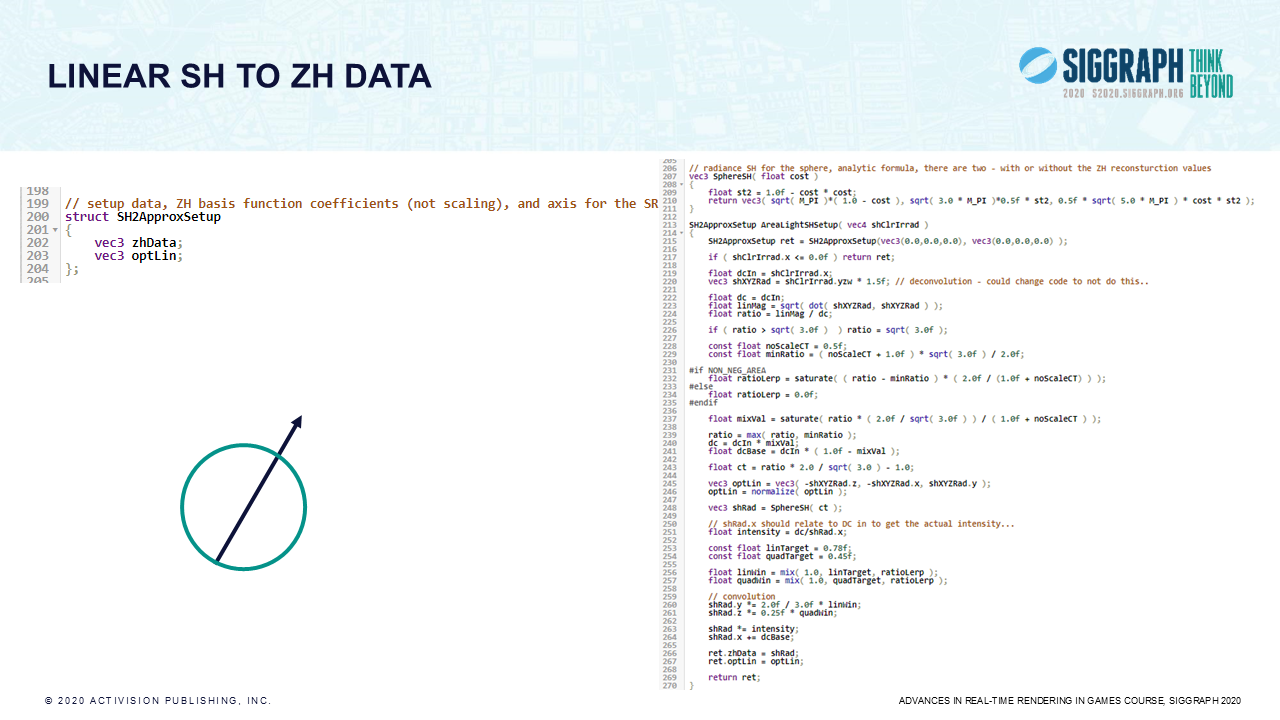 LINEAR SH TO ZH DATA
SIGGRAPH THINK
2020 S2020.SIGGRAPH.ORG BEYOND
198
199 // setup data, ZH basis function coefficients (not scaling), and axis for the SR
200 struct SH2ApproxSetup
201 {
202 vec3 zhData;
203 vec3 optLin;
204 };
205
205
206 // radiance SH for the sphere, analytic formula, there are two - with or without the ZH reconsturction values
207 vec3 SphereSH( float cost )
208 {
209 float st2 = 1.0f - cost * cost;
210 return vec3( sqrt( M_PI )*( 1.0 - cost ), sqrt( 3.0 * M_PI )*0.5f * st2, 0.5f * sqrt( 5.0 * M_PI ) * cost * st2 );
211 }
212
213 SH2ApproxSetup AreaLightSHSetup( vec4 shClrIrrad )
214 {
215 SH2ApproxSetup ret = SH2ApproxSetup(vec3(0.0,0.0,0.0), vec3(0.0,0.0,0.0) );
216
217 if ( shClrIrrad.x <= 0.0f ) return ret;
218
219 float dcIn = shClrIrrad.x;
220 vec3 shXYZRad = shClrIrrad.yzw * 1.5f; // deconvolution - could change code to not do this..
221
222 float dc = dcIn;
223 float linMag = sqrt( dot( shXYZRad, shXYZRad ) );
224 float ratio = linMag / dc;
225
226 if ( ratio > sqrt( 3.0f ) ) ratio = sqrt( 3.0f );
227
228 const float noScaleCT = 0.5f;
229 const float minRatio = ( noScaleCT + 1.0f ) * sqrt( 3.0f ) / 2.0f;
230
231 #if NON_NEG_AREA
232 float ratioLerp = saturate( ( ratio - minRatio ) * ( 2.0f / (1.0f + noScaleCT) ) );
233 #else
234 float ratioLerp = 0.0f;
235 #endif
236
237 float mixVal = saturate( ratio * ( 2.0f / sqrt( 3.0f ) ) / ( 1.0f + noScaleCT ) );
238
239 ratio = max( ratio, minRatio );
240 dc = dcIn * mixVal;
241 float dcBase = dcIn * ( 1.0f - mixVal );
242
243 float ct = ratio * 2.0 / sqrt( 3.0 ) - 1.0;
244
245 vec3 optLin = vec3( -shXYZRad.z, -shXYZRad.x, shXYZRad.y );
246 optLin = normalize( optLin );
247
248 vec3 shRad = SphereSH( ct );
249
250 // shRad.x should relate to DC in to get the actual intensity...
251 float intensity = dc/shRad.x;
252
253 const float linTarget = 0.78f;
254 const float quadTarget = 0.45f;
255
256 float linWin = mix( 1.0, linTarget, ratioLerp );
257 float quadWin = mix( 1.0, quadTarget, ratioLerp );
258
259 // convolution
260 shRad.y *= 2.0f / 3.0f * linWin;
261 shRad.z *= 0.25f * quadWin;
262
263 shRad *= intensity;
264 shRad.x += dcBase;
265
266 ret.zhData = shRad;
267 ret.optLin = optLin;
268
269 return ret;
270 }
© 2020 ACTIVISION PUBLISHING, INC.
ADVANCES IN REAL-TIME RENDERING IN GAMES COURSE, SIGGRAPH 2020